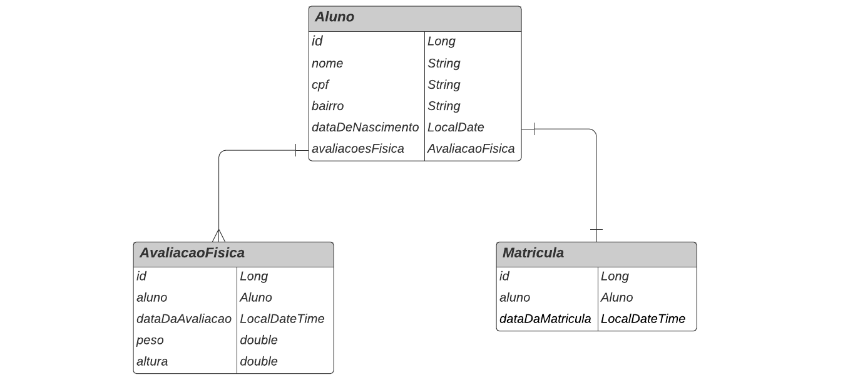 Aluno
id Long
nome String
cpf String
bairro String
dataDeNascimento LocalDate
avaliacoesFisica AvaliacaoFisica
AvaliacaoFisica
id Long
aluno Aluno
dataDaAvaliacao LocalDateTime
peso double
altura double
Matricula
id Long
aluno Aluno
dataDaMatricula LocalDateTime